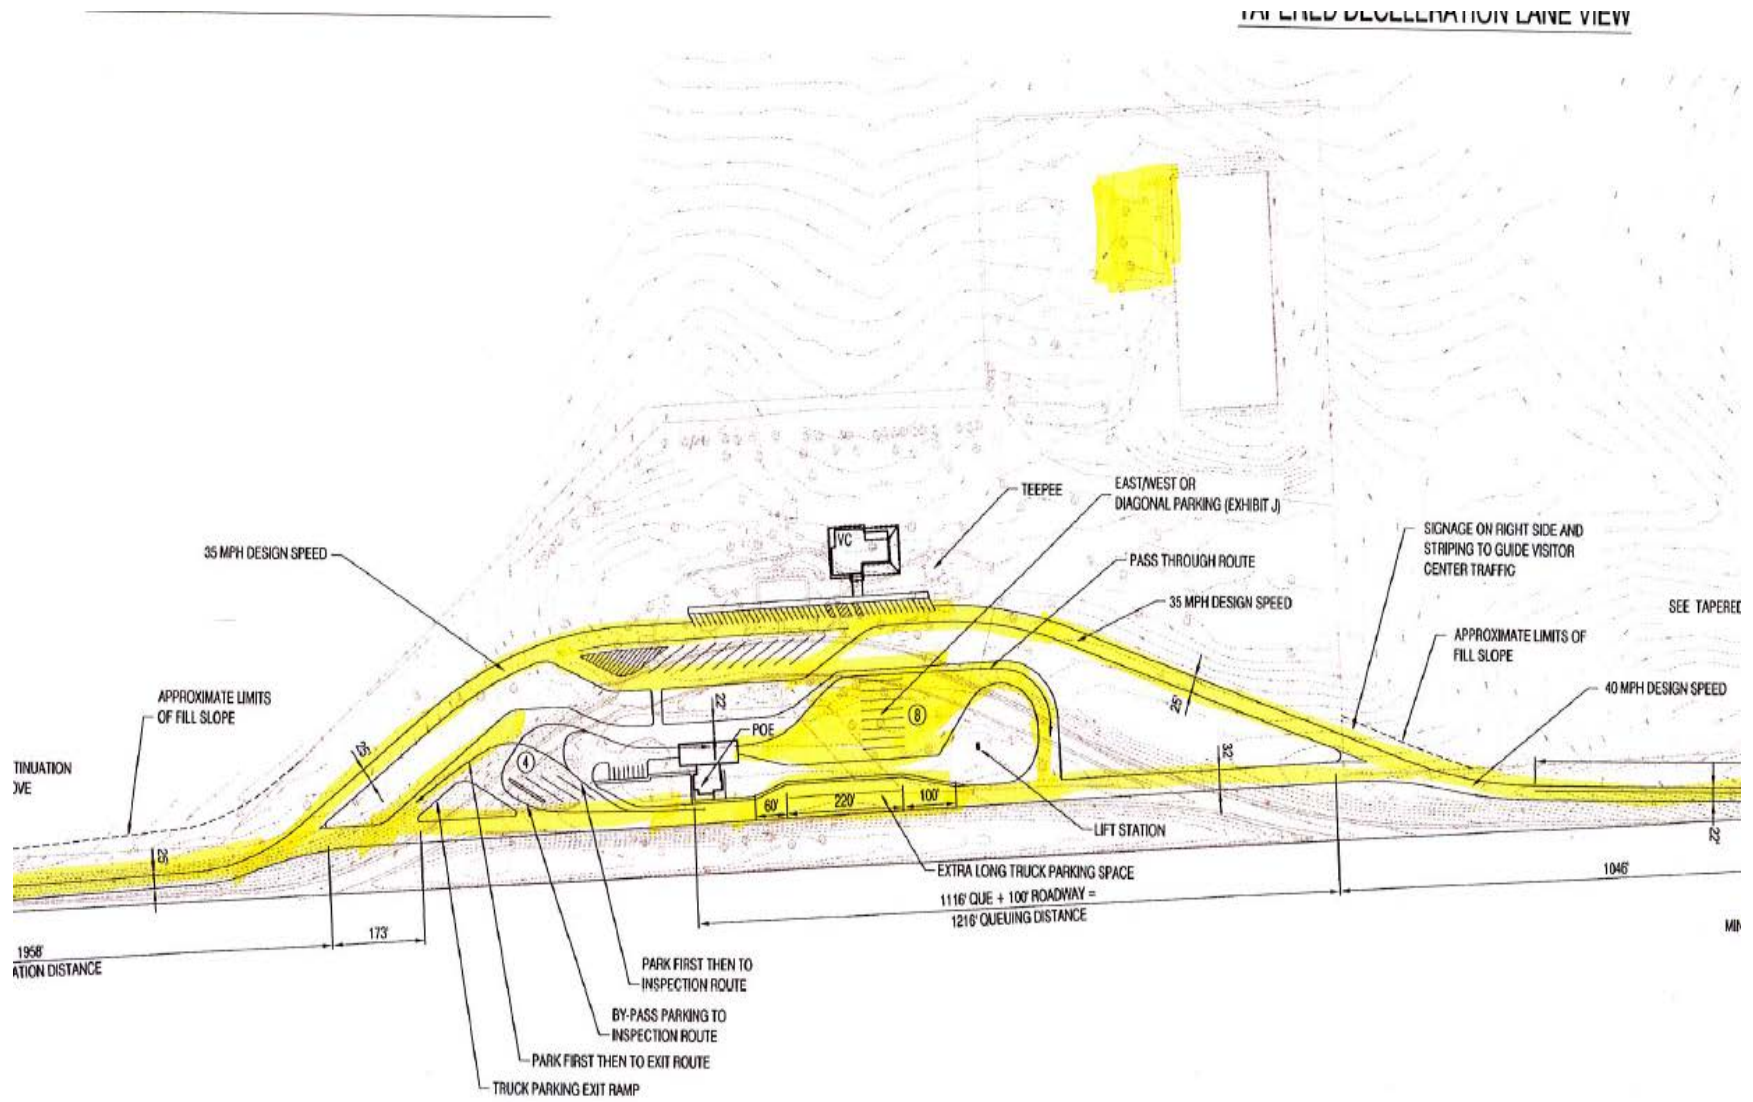 TAPERED DECELLERATION LANE VIEW
TEEPEE
EAST/WEST OR
DIAGONAL PARKING (EXHIBIT J)
SIGNAGE ON RIGHT SIDE AND
STRIPING TO GUIDE VISITOR
CENTER TRAFFIC
VC
35 MPH DESIGN SPEED
PASS THROUGH ROUTE
35 MPH DESIGN SPEED
SEE TAPERED
APPROXIMATE LIMITS OF
FILL SLOPE
APPROXIMATE LIMITS
OF FILL SLOPE
40 MPH DESIGN SPEED
22'
25'
8
POE
25'
32'
4
TINUATION
OVE
60'
220'
100'
LIFT STATION
22'
26'
EXTRA LONG TRUCK PARKING SPACE
1046'
1116' QUE + 100' ROADWAY =
1216' QUEUING DISTANCE
173'
MIN
1958'
ATION DISTANCE
PARK FIRST THEN TO
INSPECTION ROUTE
BY-PASS PARKING TO
INSPECTION ROUTE
PARK FIRST THEN TO EXIT ROUTE
TRUCK PARKING EXIT RAMP